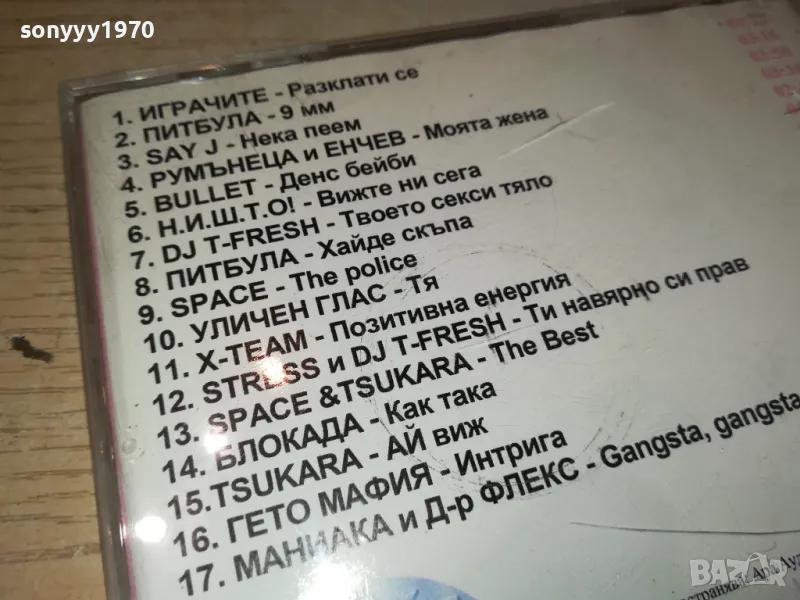 sonyyy1970
1. ИГРАЧИТЕ - Разклати се
2. ПИТБУЛА - 9 мм
3. SAY J - Нека пеем
4. РУМЪНЕЦА и ЕНЧЕВ - Моята жена
5. BULLET - Денс бейби
6. Н.И.Ш.Т.О! - Вижте ни сега
7. DJ T-FRESH - Твоето секси тяло
8. ПИТБУЛА - Хайде скъпа
9. SPACE - The police
10. УЛИЧЕН ГЛАС - Тя
11. X-TEAM - Позитивна енергия
12. STRESS и DJ T-FRESH - Ти навярно си прав
13. SPACE &TSUKARA - The Best
14. БЛОКАДА - Как така
15.TSUKARA - АЙ виж
16. ГЕТО МАФИЯ - Интрига
17. МАНИАКА и Д-р ФЛЕКС - Gangsta, gangsta
BAZAR
bazar.bg